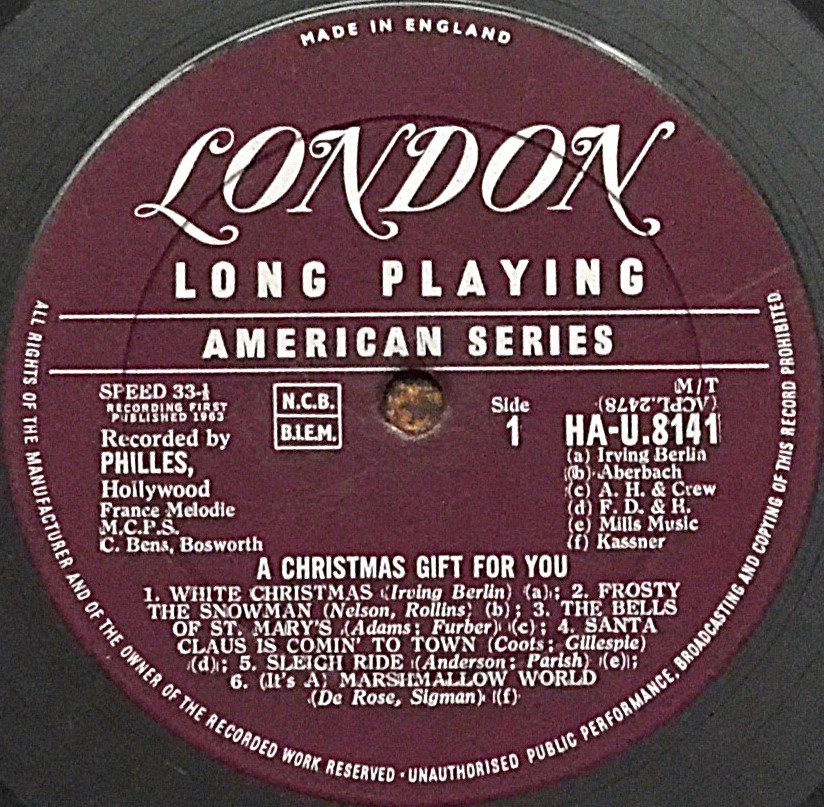 MADE IN ENGLAND
LONDON
LONG PLAYING
AMERICAN SERIES
SPEED 33-⅓
RECORDING FIRST
PUBLISHED 1963
Recorded by
PHILLES,
Hollywood
France Melodie
M.C.P.S.
C. Bens, Bosworth
N.C.B.
B.I.E.M.
Side
1
M/T
(ACPL.2478)
HA-U.8141
(a) Irving Berlin
(b) Aberbach
(c) A. H. & Crew
(d) F. D. & H.
(e) Mills Music
(f) Kassner
A CHRISTMAS GIFT FOR YOU
1. WHITE CHRISTMAS (Irving Berlin) (a); 2. FROSTY
THE SNOWMAN (Nelson, Rollins) (b); 3. THE BELLS
OF ST. MARY'S (Adams; Furber) (c); 4. SANTA
CLAUS IS COMIN' TO TOWN (Coots; Gillespie)
(d); 5. SLEIGH RIDE (Anderson; Parish) (e);
6. (It's A) MARSHMALLOW WORLD
(De Rose, Sigman) (f)
ALL RIGHTS OF THE MANUFACTURER AND OF THE OWNER OF THE RECORDED WORK RESERVED · UNAUTHORISED PUBLIC PERFORMANCE, BROADCASTING AND COPYING OF THIS RECORD PROHIBITED.